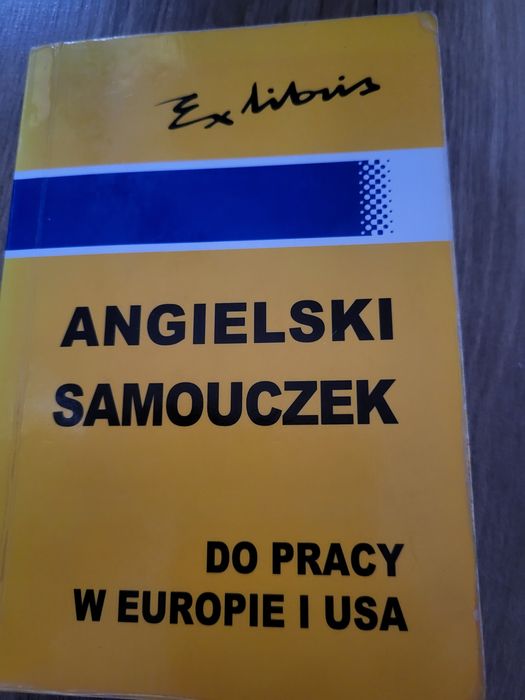 Ex libris
ANGIELSKI
SAMOUCZEK
DO PRACY
W EUROPIE I USA